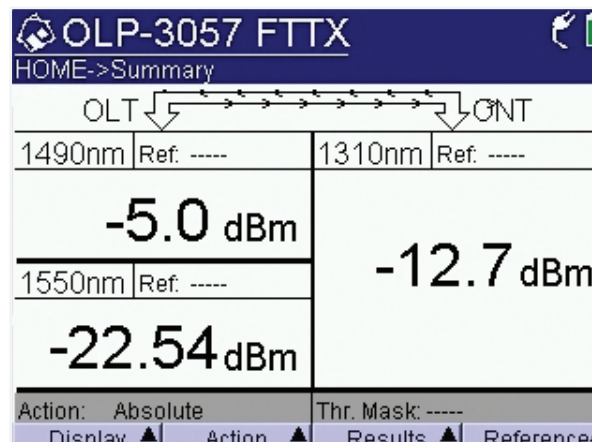 OLP-3057 FTTX
HOME->Summary
OLT ONT
1490nm Ref: -----
-5.0 dBm
1550nm Ref: -----
-22.54 dBm
1310nm Ref: -----
-12.7 dBm
Action: Absolute
Thr. Mask: -----
Display Action Results Reference